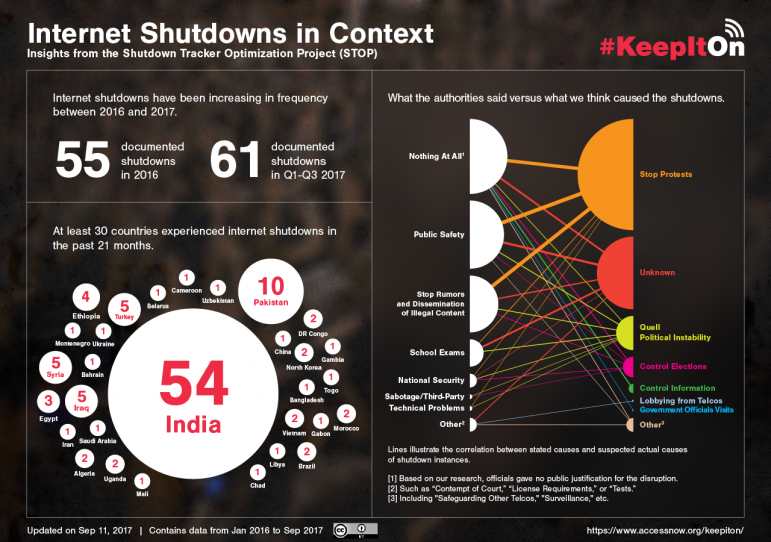 Internet Shutdowns in Context
Insights from the Shutdown Tracker Optimization Project (STOP)
#KeepItOn
Internet shutdowns have been increasing in frequency
between 2016 and 2017.
55
documented
shutdowns
in 2016
61
documented
shutdowns
in Q1-Q3 2017
At least 30 countries experienced internet shutdowns in
the past 21 months.
54
India
10
Pakistan
1
Cameroon
1
Uzbekistan
1
Belarus
4
Ethiopia
5
Turkey
1
Montenegro
1
Ukraine
5
Syria
1
Bahrain
3
Egypt
5
Iraq
1
Iran
1
Saudi Arabia
2
Algeria
2
Uganda
1
Mali
2
DR Congo
1
China
2
North Korea
1
Gambia
1
Togo
1
Bangladesh
2
Vietnam
1
Gabon
2
Morocco
1
Libya
2
Brazil
1
Chad
What the authorities said versus what we think caused the shutdowns.
Nothing At All¹
Public Safety
Stop Rumors
and Dissemination
of Illegal Content
School Exams
National Security
Sabotage/Third-Party
Technical Problems
Other²
Stop Protests
Unknown
Quell
Political Instability
Control Elections
Control Information
Lobbying from Telcos
Government Officials Visits
Other³
Lines illustrate the correlation between stated causes and suspected actual causes
of shutdown instances.
[1] Based on our research, officials gave no public justification for the disruption.
[2] Such as "Contempt of Court," "License Requirements," or "Tests."
[3] Including "Safeguarding Other Telcos," "Surveillance," etc.
Updated on Sep 11, 2017 | Contains data from Jan 2016 to Sep 2017
cc
BY
https://www.accessnow.org/keepiton/